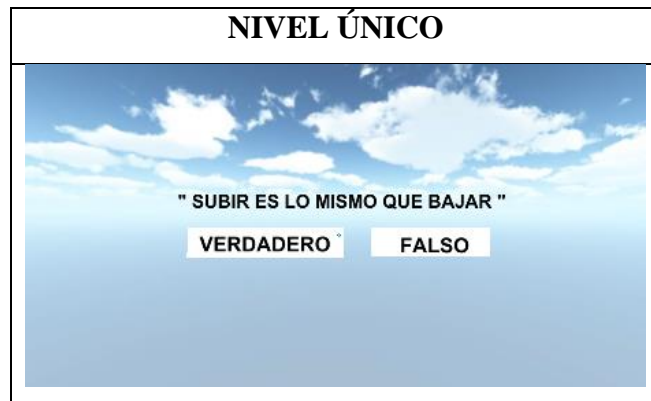 NIVEL ÚNICO
" SUBIR ES LO MISMO QUE BAJAR "
VERDADERO FALSO